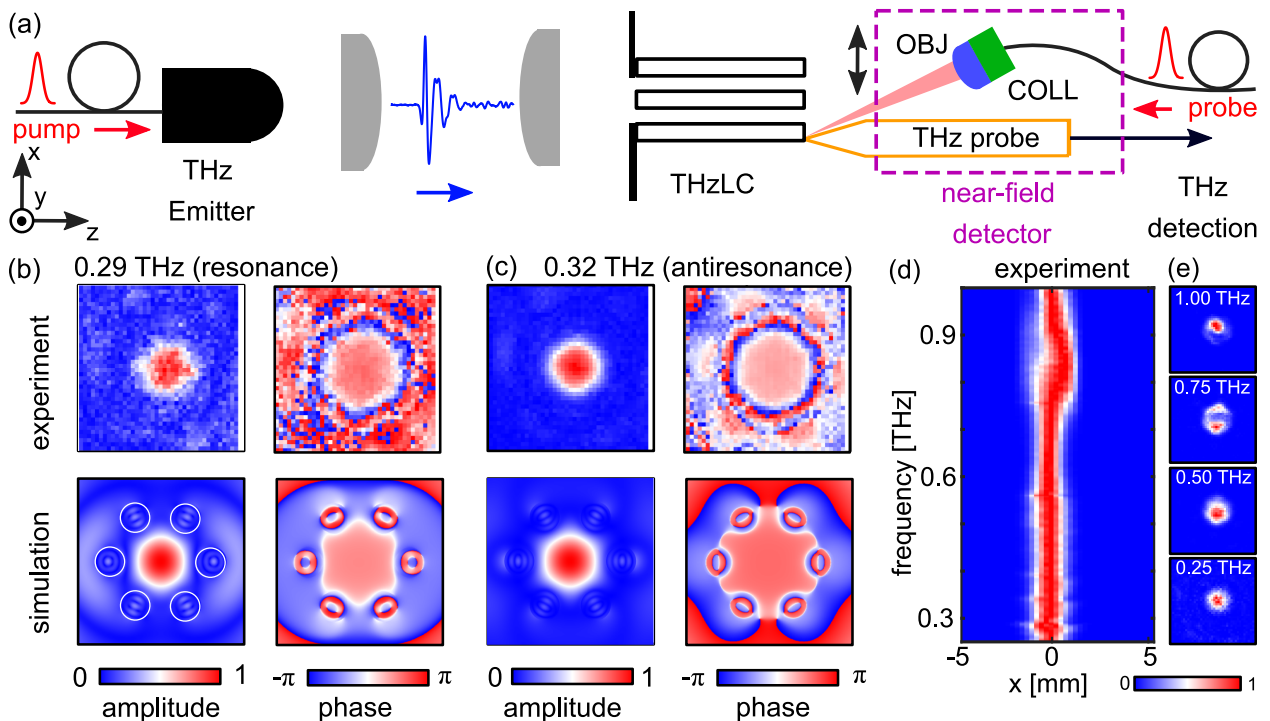 (a)
OBJ
COLL
pump
probe
THz probe
x
y
z
THz
Emitter
THzLC
near-field
detector
THz
detection
(b) 0.29 THz (resonance)
(c) 0.32 THz (antiresonance)
(d) experiment
(e)
experiment
simulation
0 1
amplitude
-π π
phase
0 1
amplitude
-π π
phase
frequency [THz]
0.9
0.6
0.3
-5 0 5
x [mm]
0 1
1.00 THz
0.75 THz
0.50 THz
0.25 THz